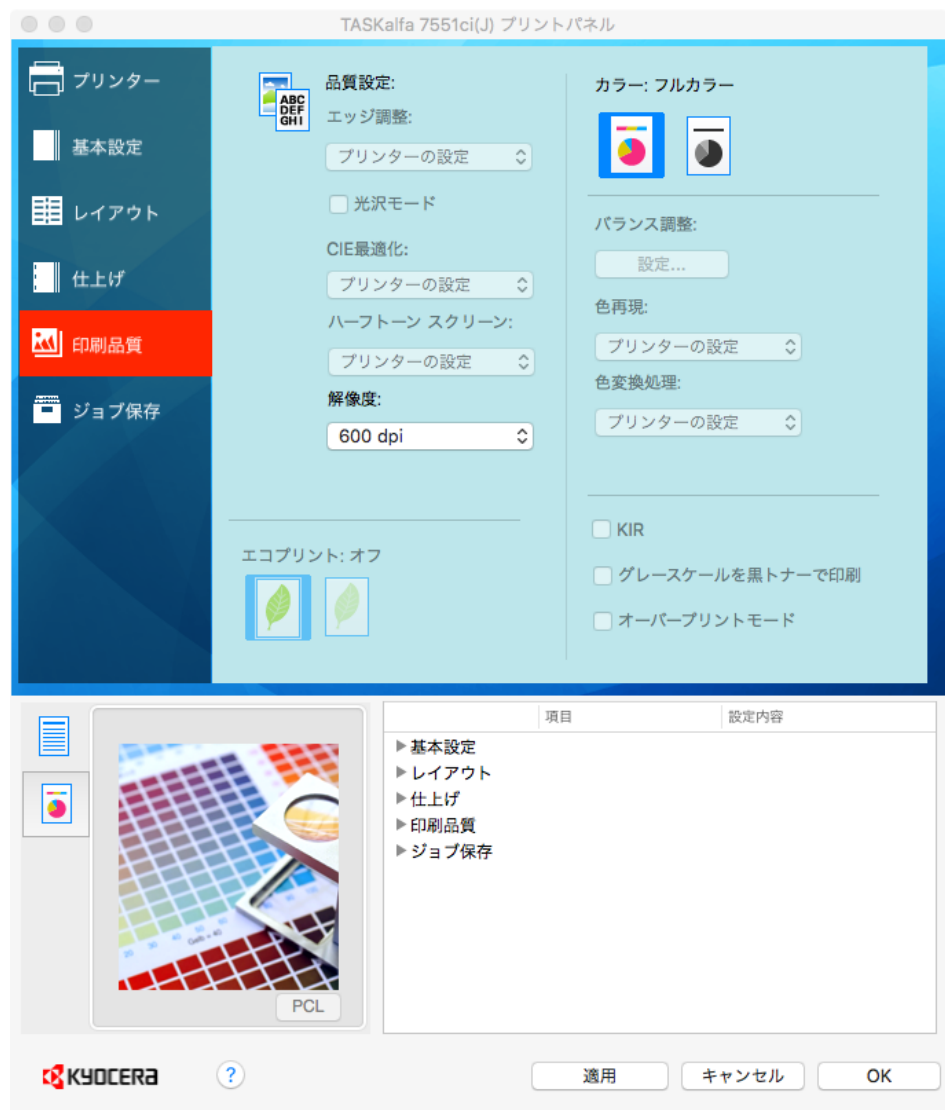 TASKalfa 7551ci(J) プリントパネル
プリンター
基本設定
レイアウト
仕上げ
印刷品質
ジョブ保存
ABC
DEF
GHI
品質設定:
エッジ調整:
プリンターの設定
光沢モード
CIE最適化:
プリンターの設定
ハーフトーン スクリーン:
プリンターの設定
解像度:
600 dpi
エコプリント: オフ
カラー: フルカラー
バランス調整:
設定...
色再現:
プリンターの設定
色変換処理:
プリンターの設定
KIR
グレースケールを黒トナーで印刷
オーバープリントモード
PCL
項目 設定内容
基本設定
レイアウト
仕上げ
印刷品質
ジョブ保存
KYOCERA
?
適用
キャンセル
OK